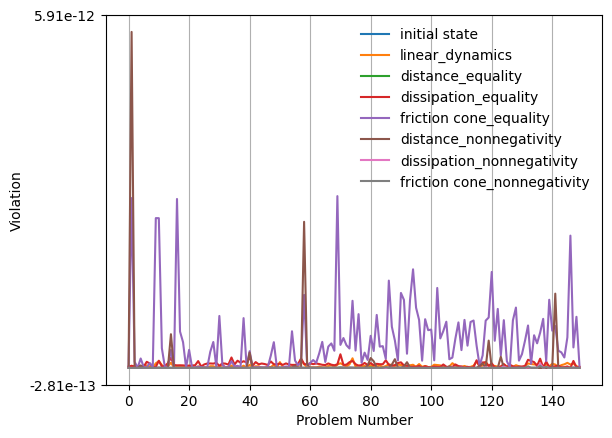 5.91e-12
initial state
linear_dynamics
distance_equality
dissipation_equality
friction cone_equality
distance_nonnegativity
dissipation_nonnegativity
friction cone_nonnegativity
Violation
-2.81e-13
0 20 40 60 80 100 120 140
Problem Number